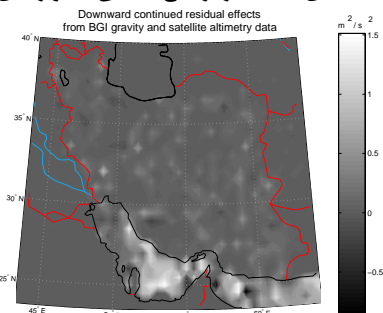 Downward continued residual effects
from BGI gravity and satellite altimetry data
m² / s²
40° N
35° N
30° N
25° N
45° E
1.5
1
0.5
0
-0.5